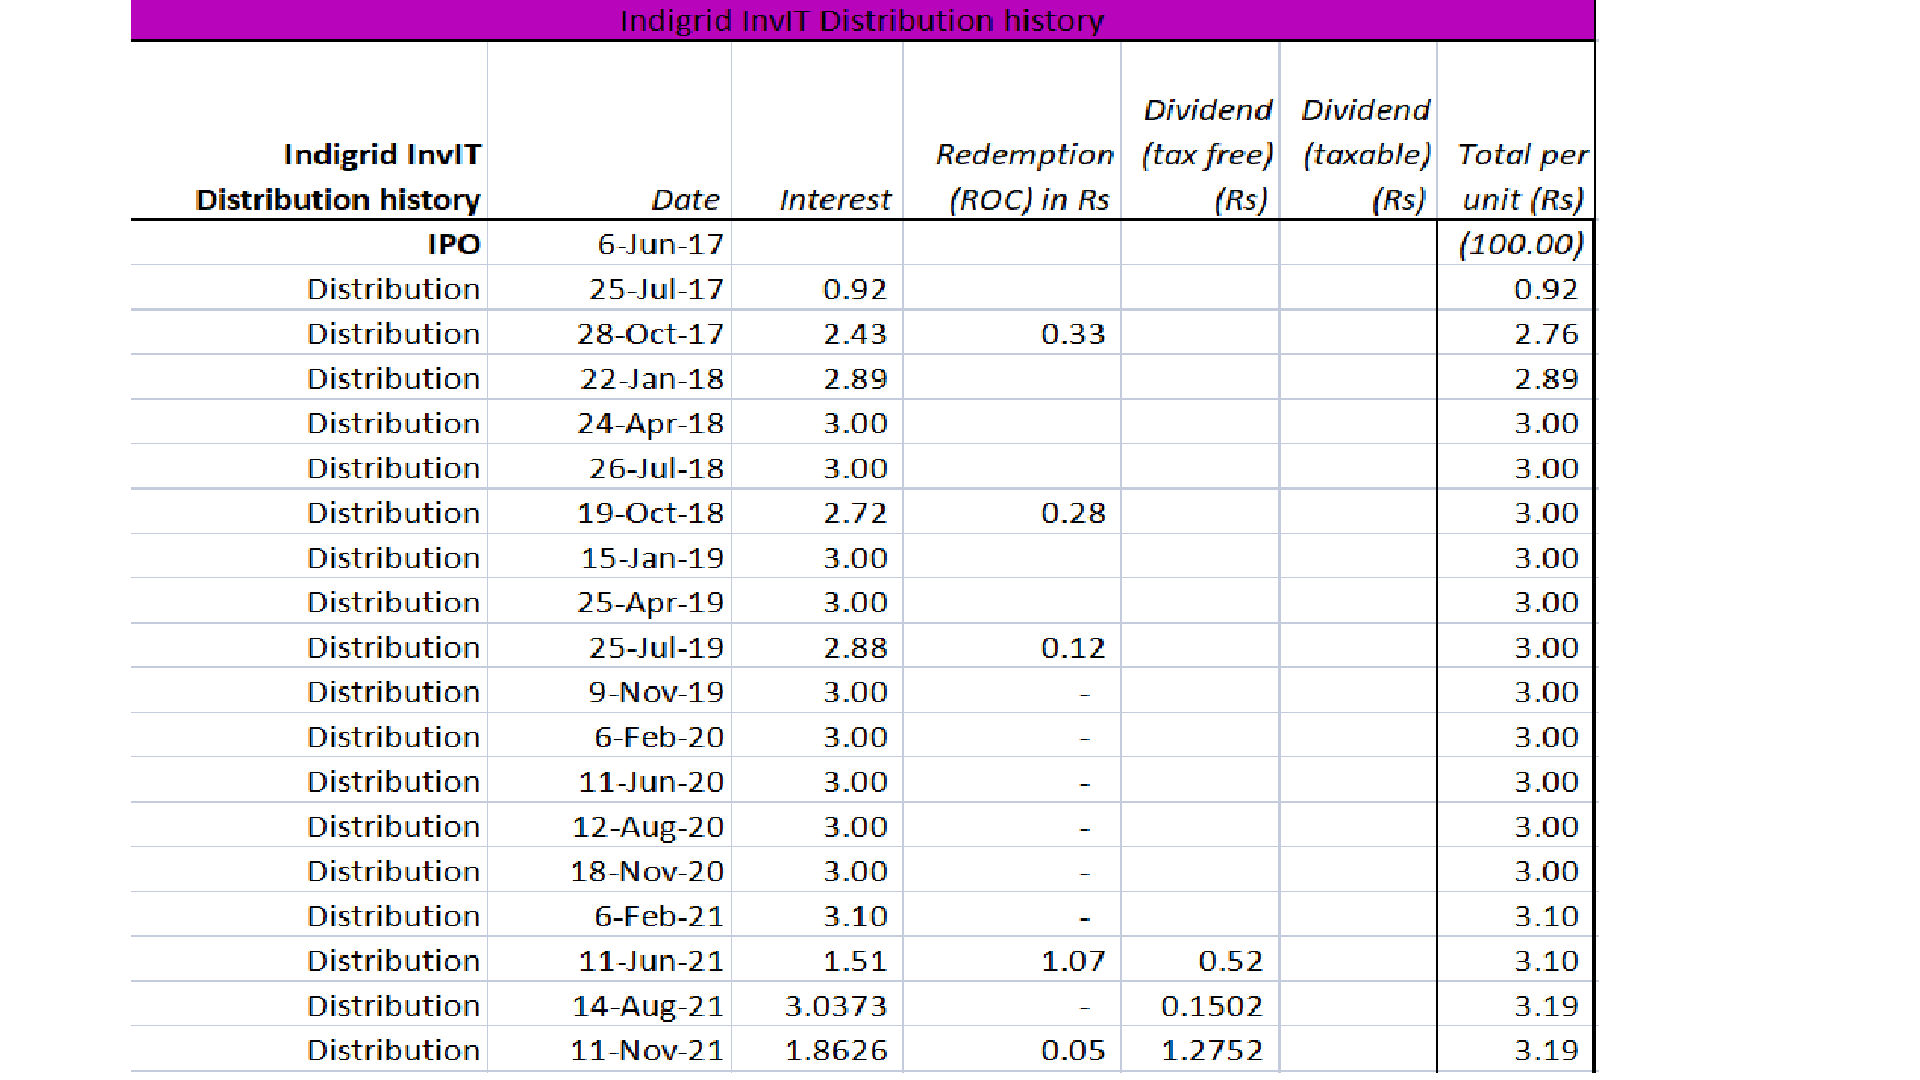 Indigrid InvIT Distribution history
Dividend Dividend
Indigrid InvIT Redemption (tax free) (taxable) Total per
Distribution history Date Interest (ROC) in Rs (Rs) (Rs) unit (Rs)
IPO 6-Jun-17 (100.00)
Distribution 25-Jul-17 0.92 0.92
Distribution 28-Oct-17 2.43 0.33 2.76
Distribution 22-Jan-18 2.89 2.89
Distribution 24-Apr-18 3.00 3.00
Distribution 26-Jul-18 3.00 3.00
Distribution 19-Oct-18 2.72 0.28 3.00
Distribution 15-Jan-19 3.00 3.00
Distribution 25-Apr-19 3.00 3.00
Distribution 25-Jul-19 2.88 0.12 3.00
Distribution 9-Nov-19 3.00 - 3.00
Distribution 6-Feb-20 3.00 - 3.00
Distribution 11-Jun-20 3.00 - 3.00
Distribution 12-Aug-20 3.00 - 3.00
Distribution 18-Nov-20 3.00 - 3.00
Distribution 6-Feb-21 3.10 - 3.10
Distribution 11-Jun-21 1.51 1.07 0.52 3.10
Distribution 14-Aug-21 3.0373 - 0.1502 3.19
Distribution 11-Nov-21 1.8626 0.05 1.2752 3.19